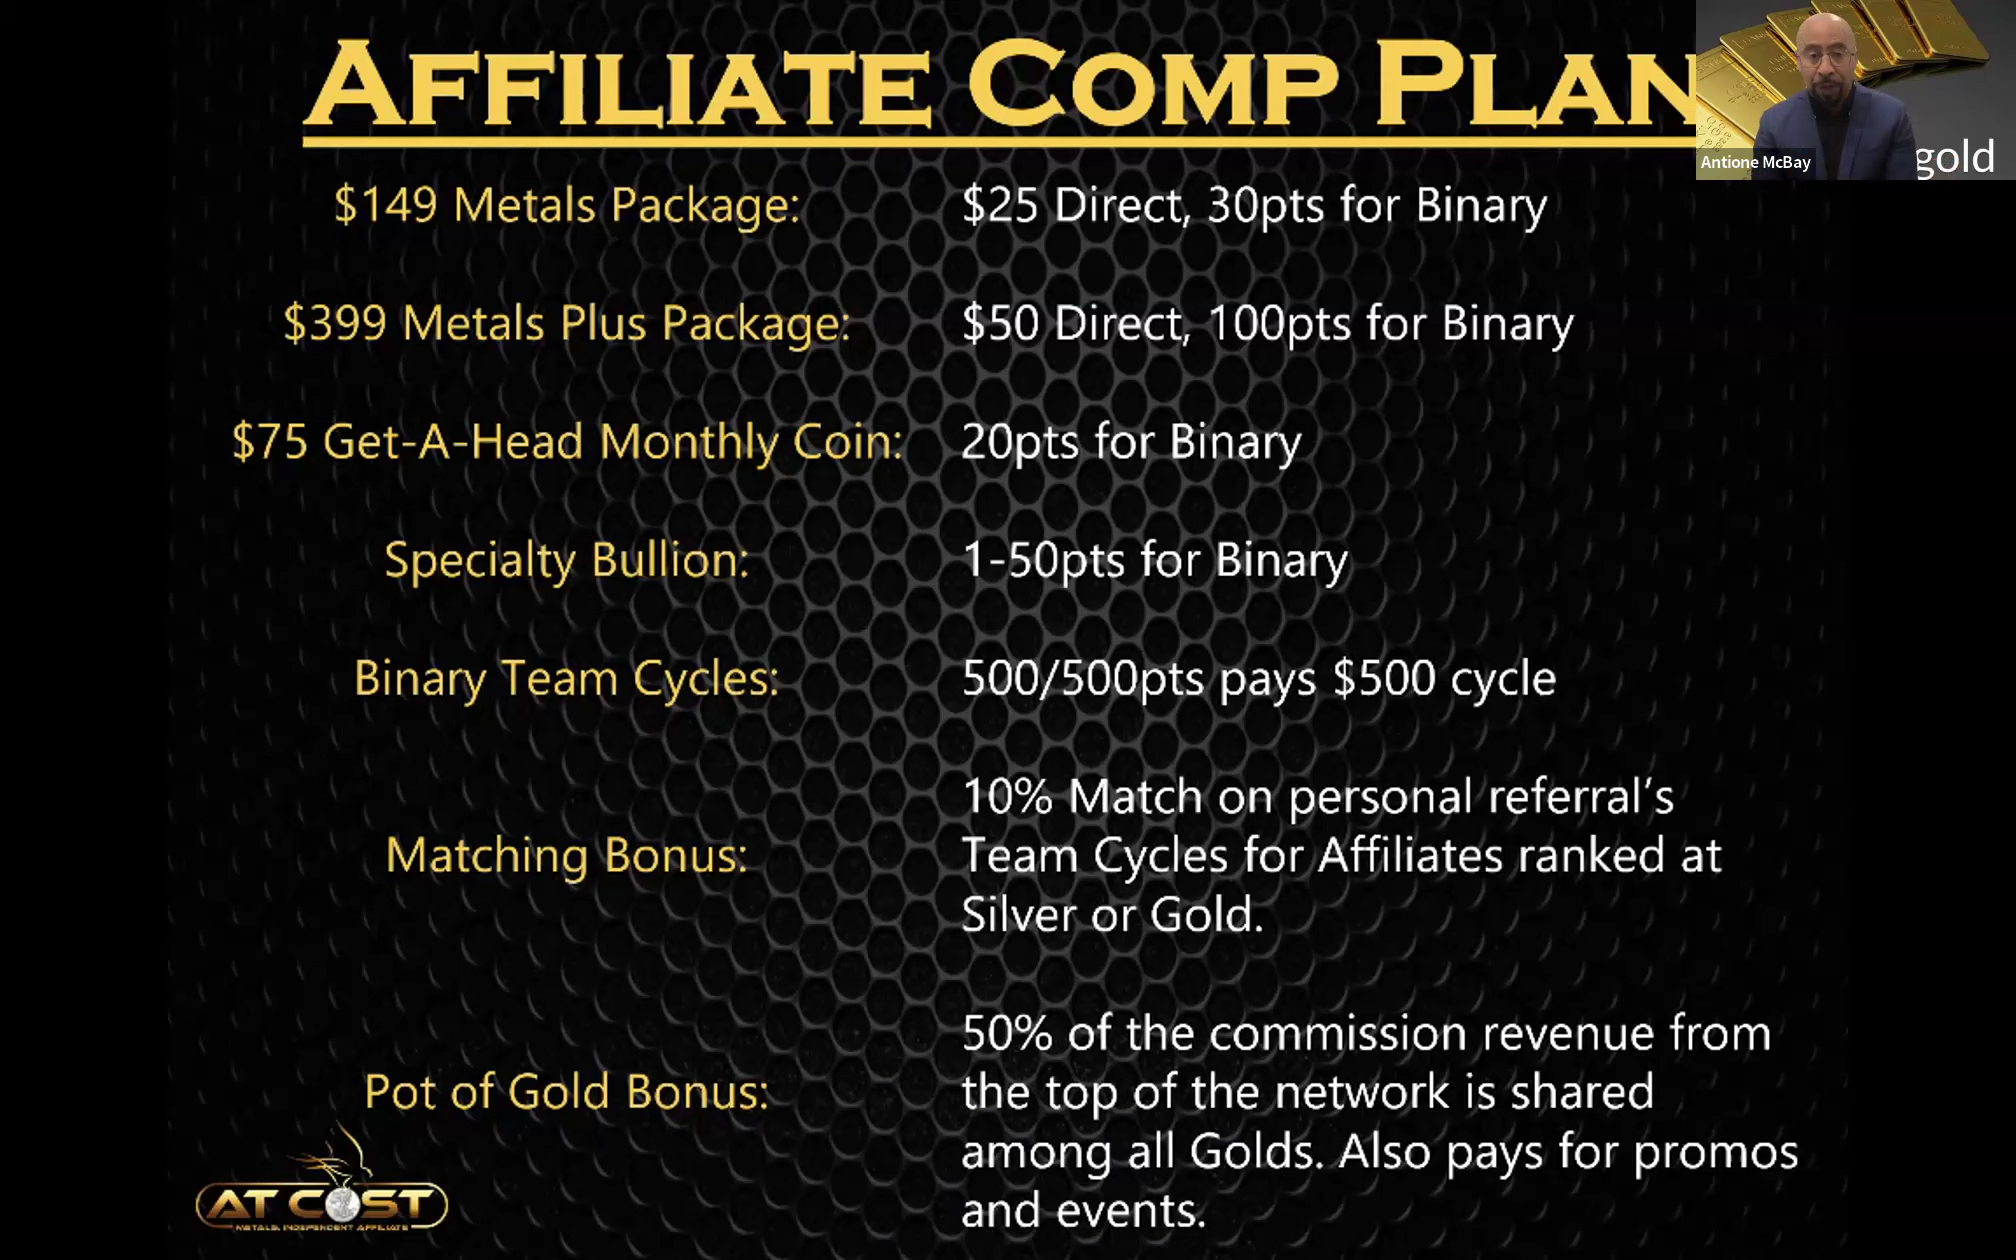 AFFILIATE COMP PLAN
Antione McBay
gold
$149 Metals Package: $25 Direct, 30pts for Binary
$399 Metals Plus Package: $50 Direct, 100pts for Binary
$75 Get-A-Head Monthly Coin: 20pts for Binary
Specialty Bullion: 1-50pts for Binary
Binary Team Cycles: 500/500pts pays $500 cycle
Matching Bonus:
10% Match on personal referral’s
Team Cycles for Affiliates ranked at
Silver or Gold.
Pot of Gold Bonus:
50% of the commission revenue from
the top of the network is shared
among all Golds. Also pays for promos
and events.
AT COST
METALS, INDEPENDENT AFFILIATE